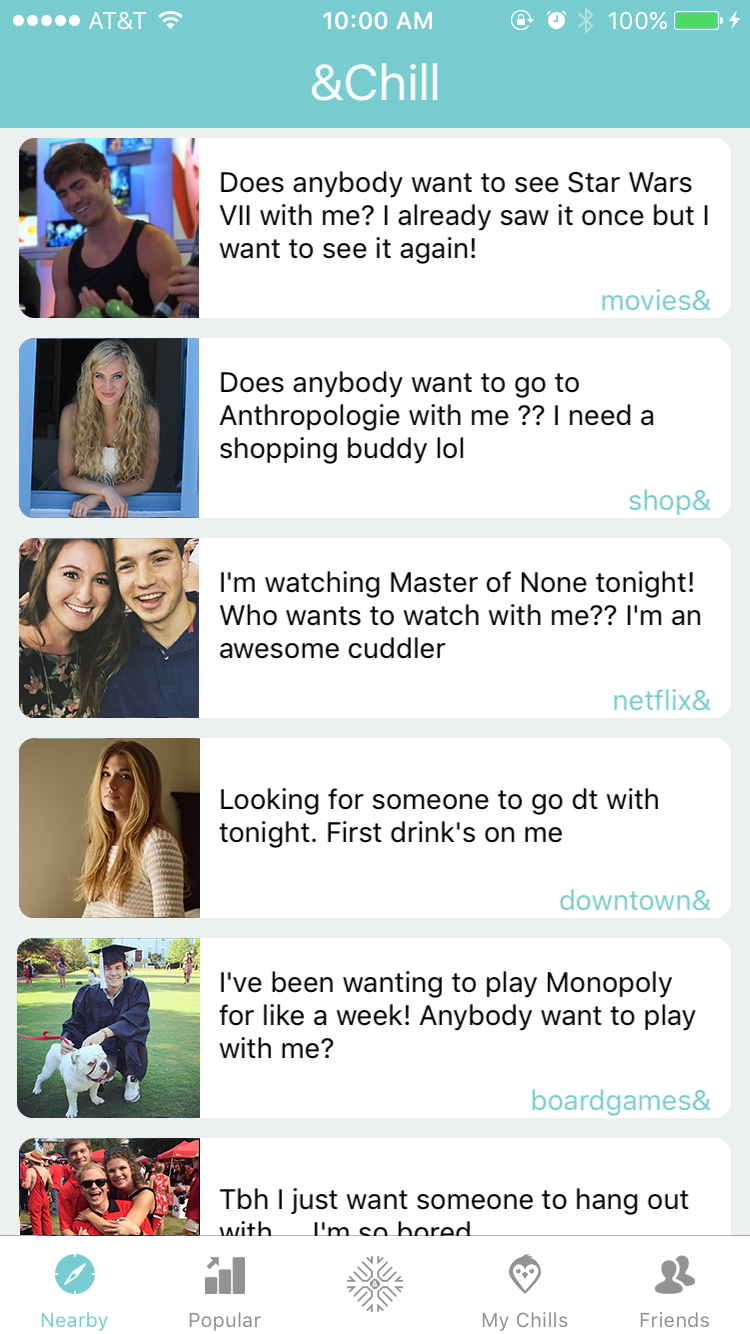 AT&T 10:00 AM 100%
&Chill
Does anybody want to see Star Wars
VII with me? I already saw it once but I
want to see it again!
movies&
Does anybody want to go to
Anthropologie with me ?? I need a
shopping buddy lol
shop&
I'm watching Master of None tonight!
Who wants to watch with me?? I'm an
awesome cuddler
netflix&
Looking for someone to go dt with
tonight. First drink's on me
downtown&
I've been wanting to play Monopoly
for like a week! Anybody want to play
with me?
boardgames&
Tbh I just want someone to hang out
with.... I'm so bored
&
Nearby Popular My Chills Friends